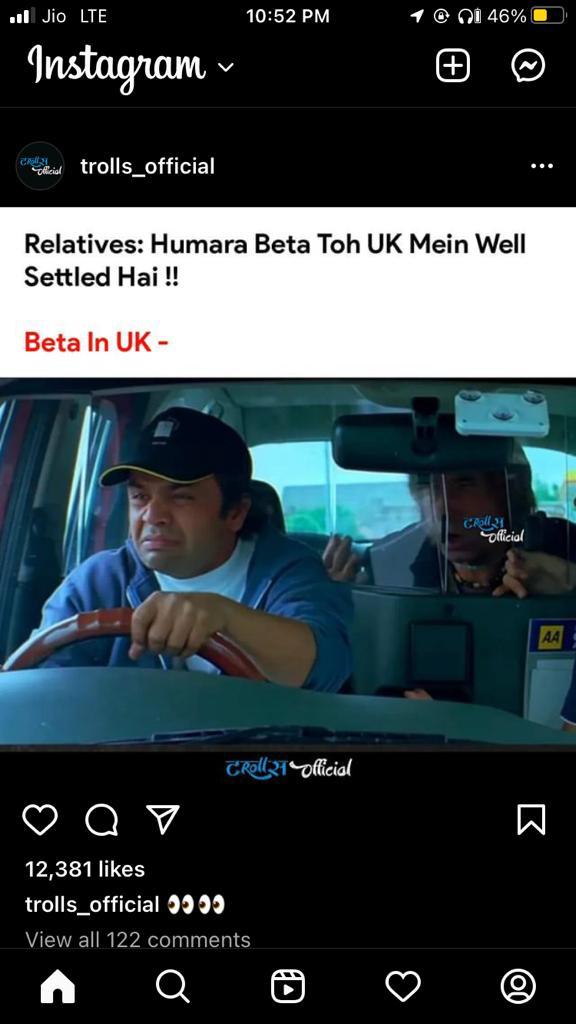 Jio LTE 10:52 PM 46%
Instagram
ट्रोल्स official trolls_official
Relatives: Humara Beta Toh UK Mein Well
Settled Hai !!
Beta In UK -
ट्रोल्स
official
AA
ट्रोल्स official
12,381 likes
trolls_official 👀👀
View all 122 comments